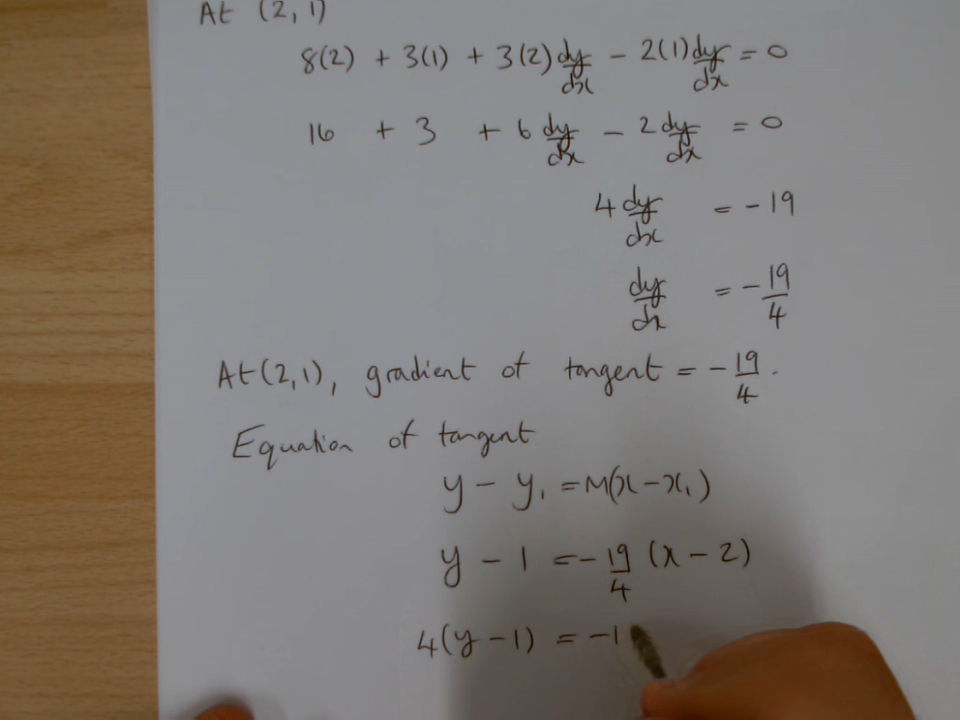 At (2, 1)
8(2) + 3(1) + 3(2) dy/dx - 2(1) dy/dx = 0
16 + 3 + 6 dy/dx - 2 dy/dx = 0
4 dy/dx = -19
dy/dx = -19/4
At (2,1), gradient of tangent = -19/4.
Equation of tangent
y - y₁ = M(x - x₁)
y - 1 = -19/4 (x - 2)
4(y - 1) = -1